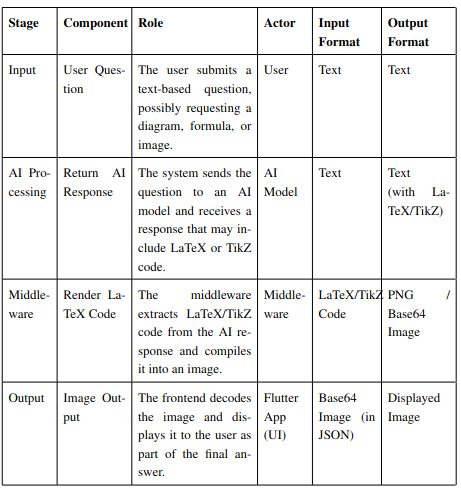 Stage Component Role Actor Input Format Output Format
Input User Ques-
tion The user submits a
text-based question,
possibly requesting a
diagram, formula, or
image. User Text Text
AI Pro-
cessing Return AI
Response The system sends the
question to an AI
model and receives a
response that may in-
clude LaTeX or TikZ
code. AI
Model Text Text
(with La-
TeX/TikZ)
Middle-
ware Render La-
TeX Code The middleware
extracts LaTeX/TikZ
code from the AI re-
sponse and compiles
it into an image. Middle-
ware LaTeX/TikZ
Code PNG /
Base64
Image
Output Image Out-
put The frontend decodes
the image and dis-
plays it to the user as
part of the final an-
swer. Flutter
App
(UI) Base64
Image (in
JSON) Displayed
Image